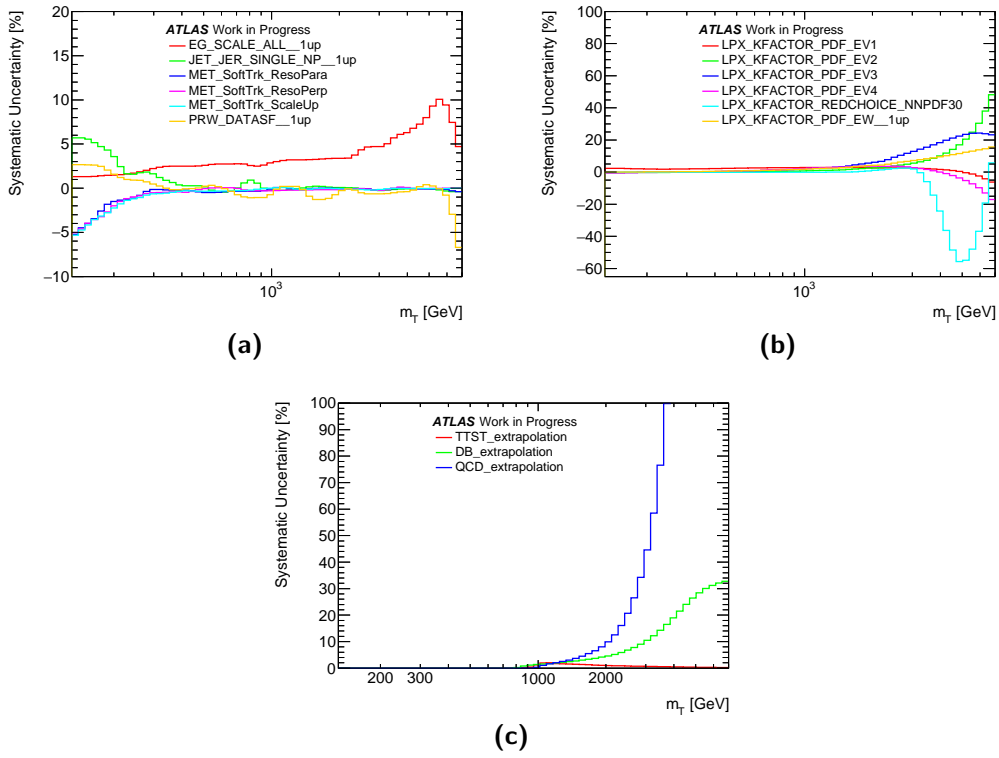 Systematic Uncertainty [%]
20
15
10
5
0
−5
−10
ATLAS Work in Progress
EG_SCALE_ALL__1up
JET_JER_SINGLE_NP__1up
MET_SoftTrk_ResoPara
MET_SoftTrk_ResoPerp
MET_SoftTrk_ScaleUp
PRW_DATASF__1up
10³
m_T [GeV]
(a)
Systematic Uncertainty [%]
100
80
60
40
20
0
−20
−40
−60
ATLAS Work in Progress
LPX_KFACTOR_PDF_EV1
LPX_KFACTOR_PDF_EV2
LPX_KFACTOR_PDF_EV3
LPX_KFACTOR_PDF_EV4
LPX_KFACTOR_REDCHOICE_NNPDF30
LPX_KFACTOR_PDF_EW__1up
10³
m_T [GeV]
(b)
Systematic Uncertainty [%]
100
90
80
70
60
50
40
30
20
10
0
ATLAS Work in Progress
TTST_extrapolation
DB_extrapolation
QCD_extrapolation
200 300 1000 2000
m_T [GeV]
(c)